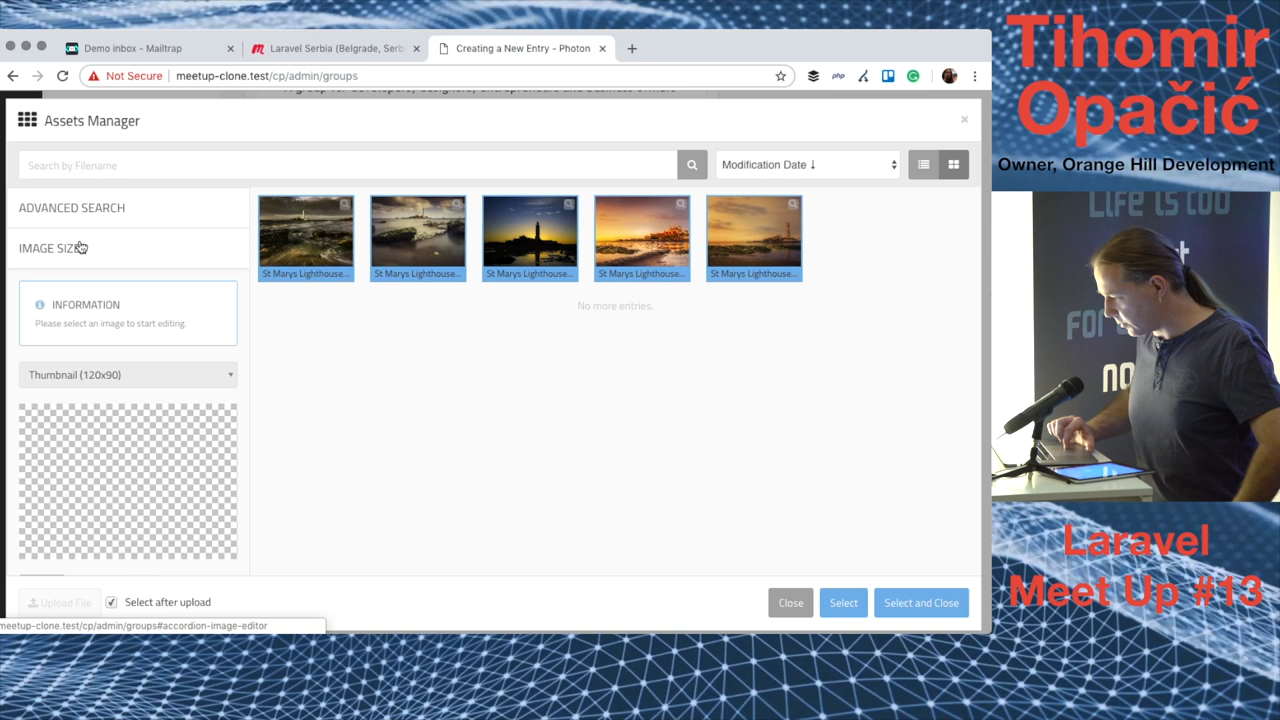 Demo inbox - Mailtrap
Laravel Serbia (Belgrade, Serb
Creating a New Entry - Photon
Not Secure
meetup-clone.test/cp/admin/groups
php
Assets Manager
Search by Filename
Modification Date ↓
ADVANCED SEARCH
IMAGE SIZ
INFORMATION
Please select an image to start editing.
Thumbnail (120x90)
St Marys Lighthouse...
St Marys Lighthouse...
St Marys Lighthouse...
St Marys Lighthouse...
St Marys Lighthouse...
No more entries.
Upload File
Select after upload
Close
Select
Select and Close
meetup-clone.test/cp/admin/groups#accordion-image-editor
Tihomir
Opačić
Owner, Orange Hill Development
Life is too
Laravel
Meet Up #13